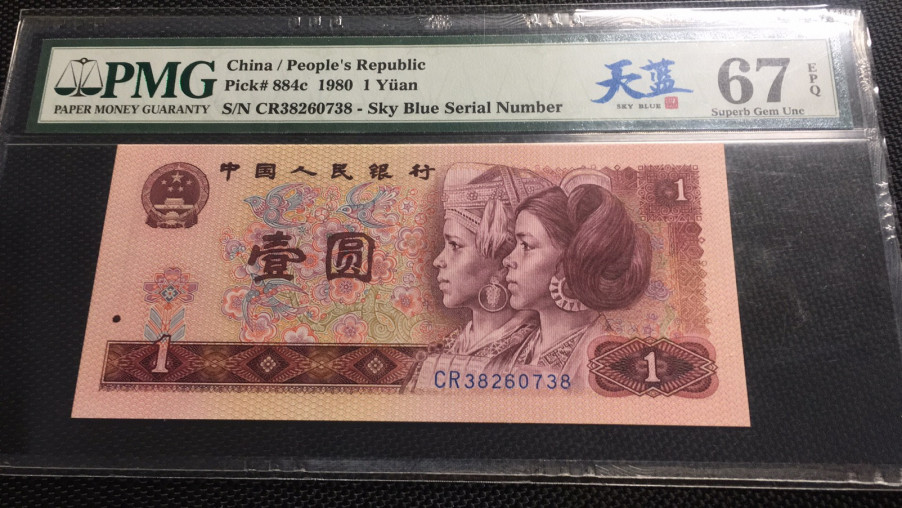 PMG
PAPER MONEY GUARANTY
China / People's Republic
Pick# 884c 1980 1 Yüan
S/N CR38260738 - Sky Blue Serial Number
天蓝
SKY BLUE
67
EPQ
Superb Gem Unc
中国人民银行
1
壹圆
1
CR38260738
1